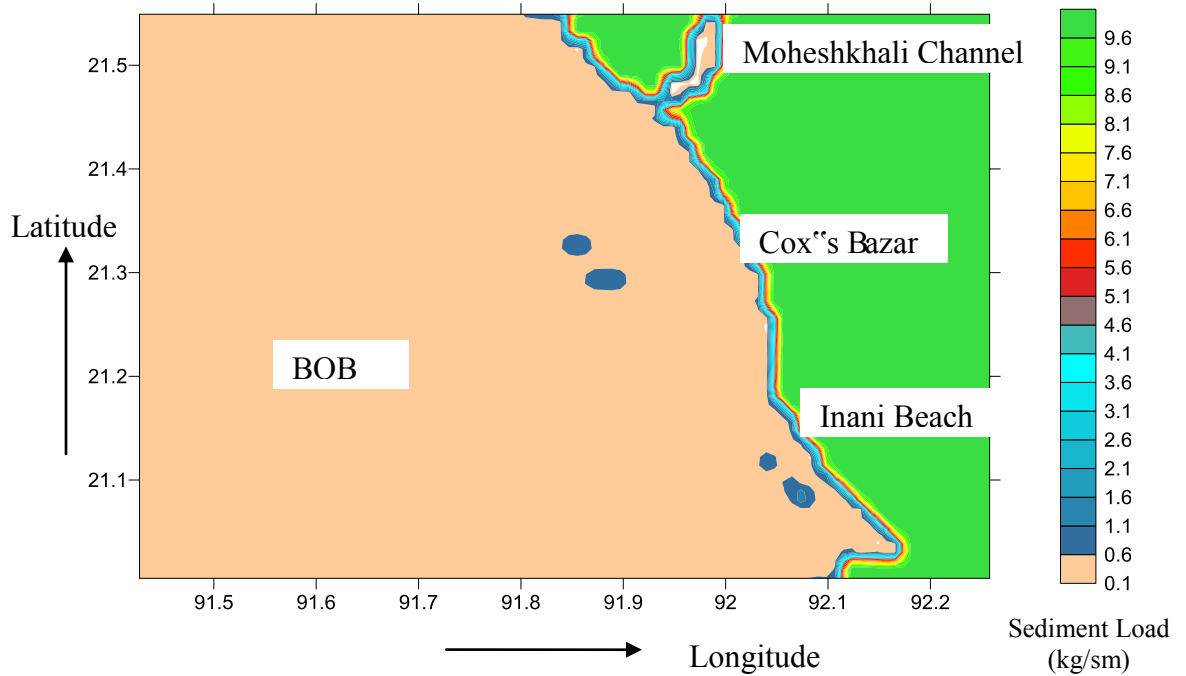 Moheshkhali Channel
Cox‟s Bazar
BOB
Inani Beach
Latitude
21.5
21.4
21.3
21.2
21.1
91.5 91.6 91.7 91.8 91.9 92 92.1 92.2
Longitude
9.6
9.1
8.6
8.1
7.6
7.1
6.6
6.1
5.6
5.1
4.6
4.1
3.6
3.1
2.6
2.1
1.6
1.1
0.6
0.1
Sediment Load
(kg/sm)